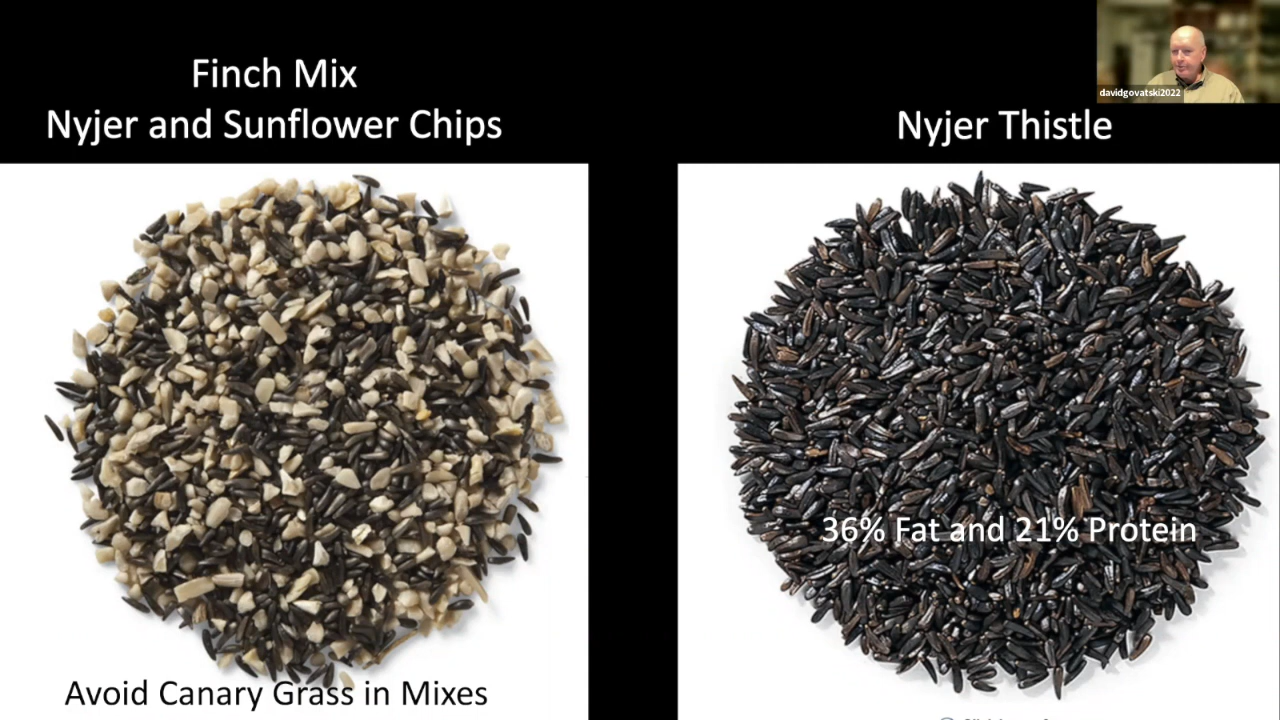 Finch Mix
Nyjer and Sunflower Chips
davidgovatski2022
Nyjer Thistle
36% Fat and 21% Protein
Avoid Canary Grass in Mixes